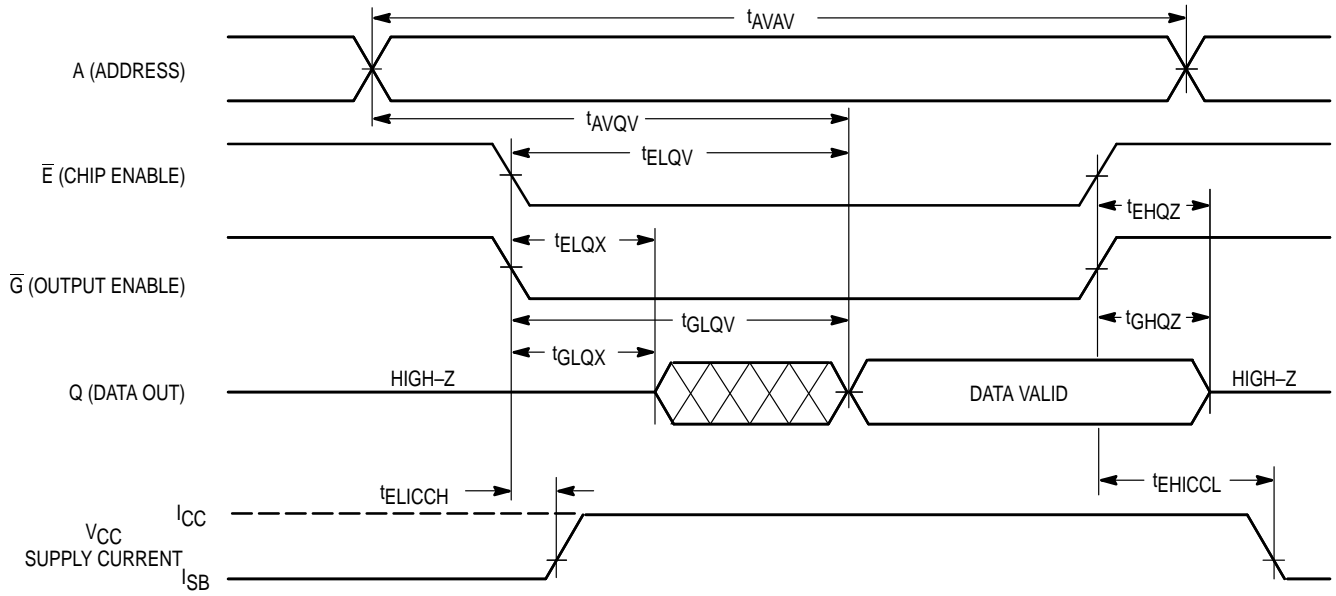 tAVAV
A (ADDRESS)
tAVQV
tELQV
E̅ (CHIP ENABLE)
tEHQZ
tELQX
G̅ (OUTPUT ENABLE)
tGLQV
tGHQZ
tGLQX
Q (DATA OUT)
HIGH–Z
DATA VALID
HIGH–Z
tELICCH
tEHICCL
ICC
VCC
SUPPLY CURRENT
ISB